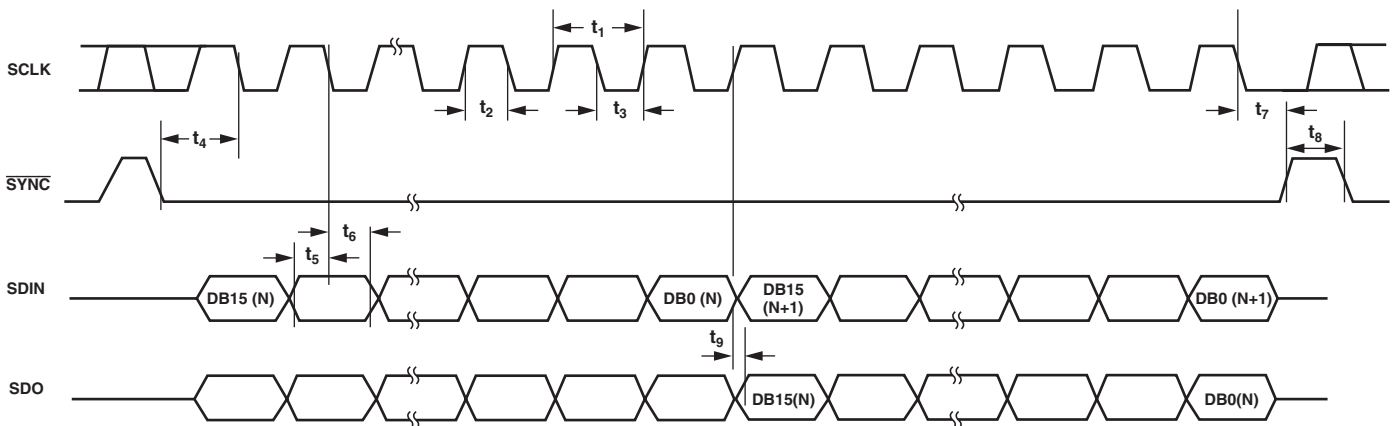 t1
SCLK
t2
t3
t7
t4
t8
SYNC
t6
t5
SDIN
DB15 (N)
DB0 (N)
DB15
(N+1)
DB0 (N+1)
t9
SDO
DB15(N)
DB0(N)